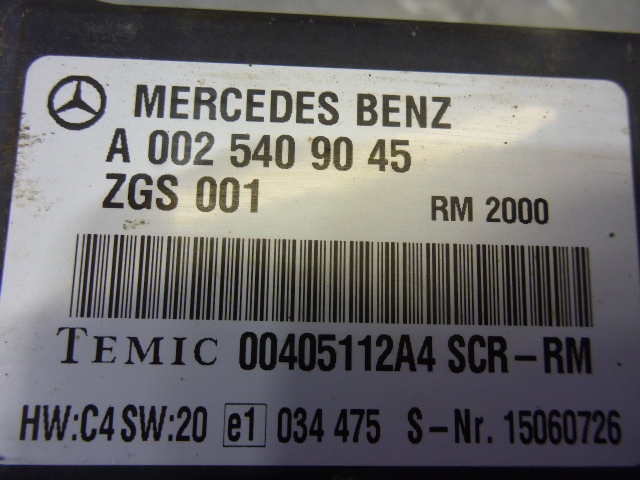 MERCEDES BENZ
A 002 540 90 45
ZGS 001 RM 2000
TEMIC 00405112A4 SCR-RM
HW:C4 SW:20 e1 034 475 S-Nr. 15060726